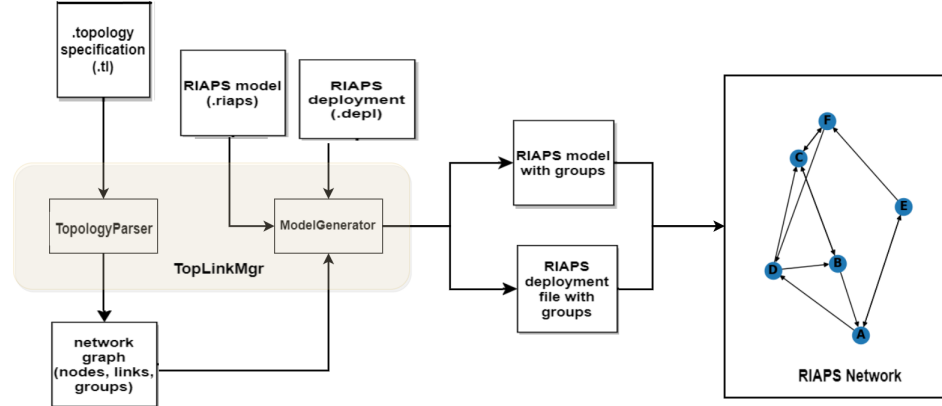 .topology
specification
(.tl)
RIAPS model
(.riaps)
RIAPS
deployment
(.depl)
TopologyParser
ModelGenerator
TopLinkMgr
network
graph
(nodes, links,
groups)
RIAPS model
with groups
RIAPS
deployment
file with
groups
F
C
E
D
B
A
RIAPS Network